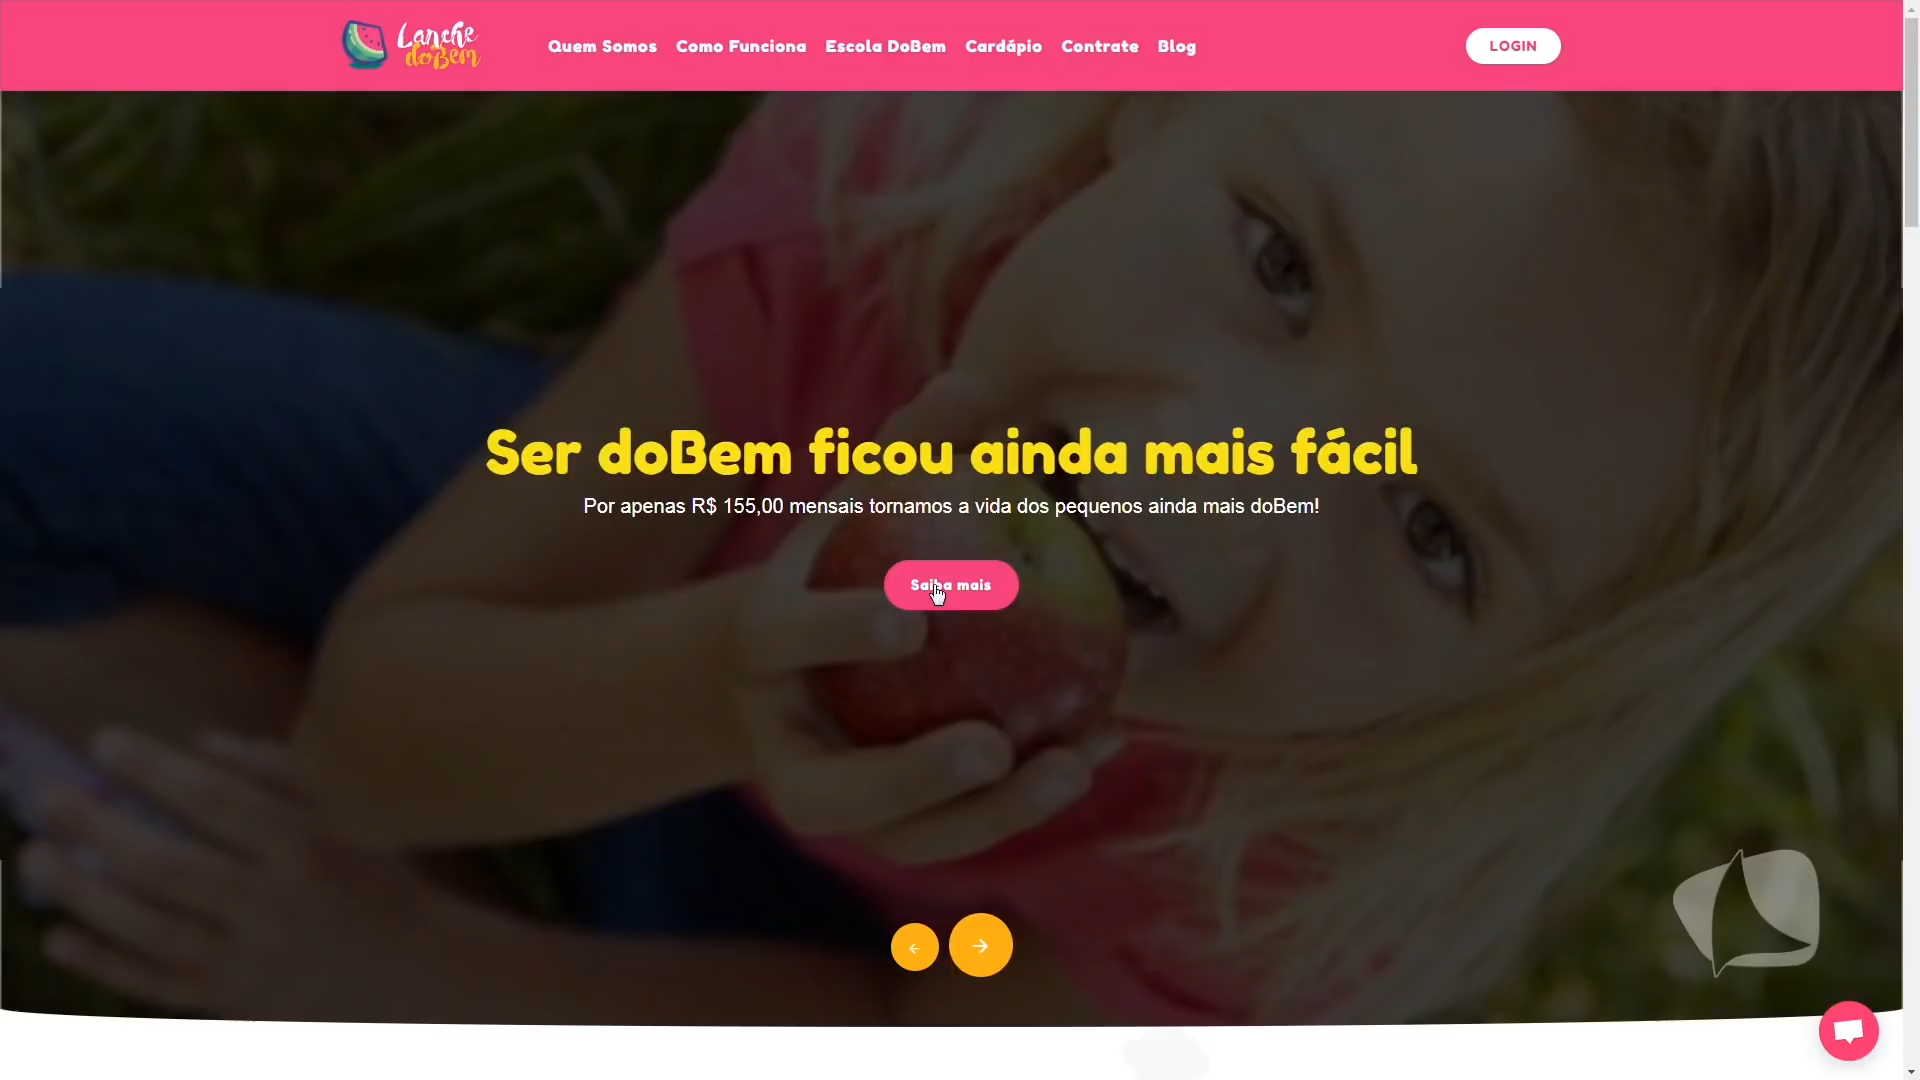 Lanche
doBem
Quem Somos Como Funciona Escola DoBem Cardápio Contrate Blog
LOGIN
Ser doBem ficou ainda mais fácil
Por apenas R$ 155,00 mensais tornamos a vida dos pequenos ainda mais doBem!
Saiba mais